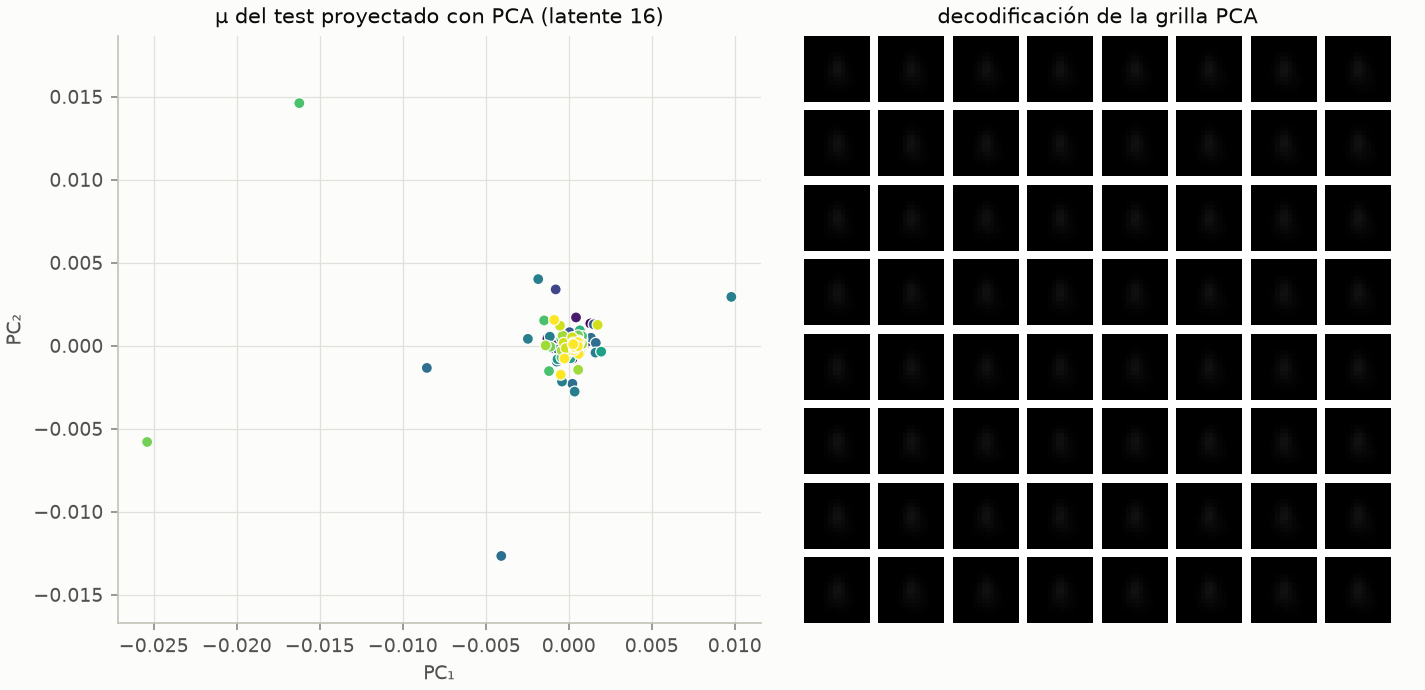 μ del test proyectado con PCA (latente 16)
decodificación de la grilla PCA
0.015
0.010
0.005
0.000
−0.005
−0.010
−0.015
PC₂
−0.025 −0.020 −0.015 −0.010 −0.005 0.000 0.005 0.010
PC₁